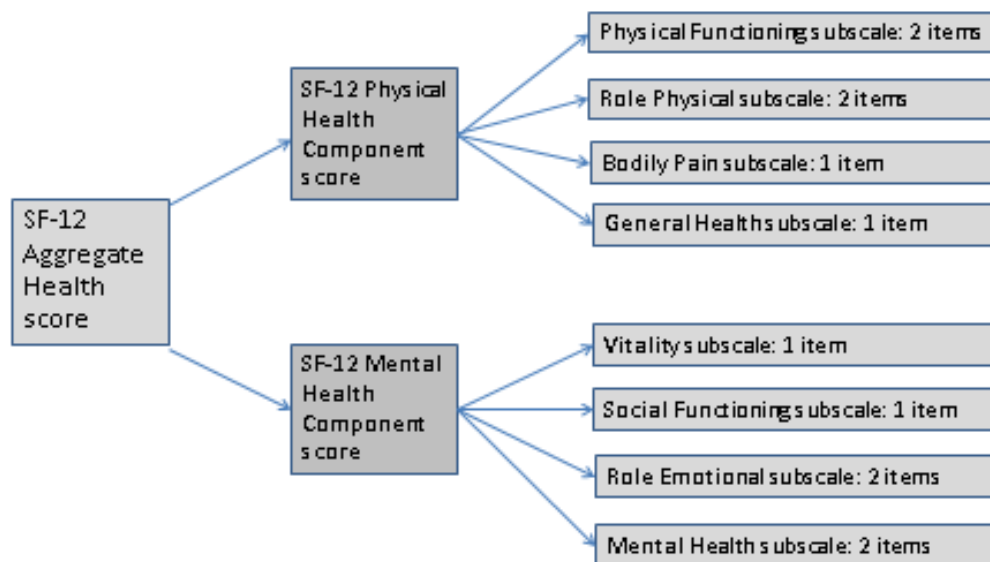 SF-12
Aggregate
Health
score
SF-12 Physical
Health
Component
score
Physical Functioning subscale: 2 items
Role Physical subscale: 2 items
Bodily Pain subscale: 1 item
General Health subscale: 1 item
SF-12 Mental
Health
Component
score
Vitality subscale: 1 item
Social Functioning subscale: 1 item
Role Emotional subscale: 2 items
Mental Health subscale: 2 items